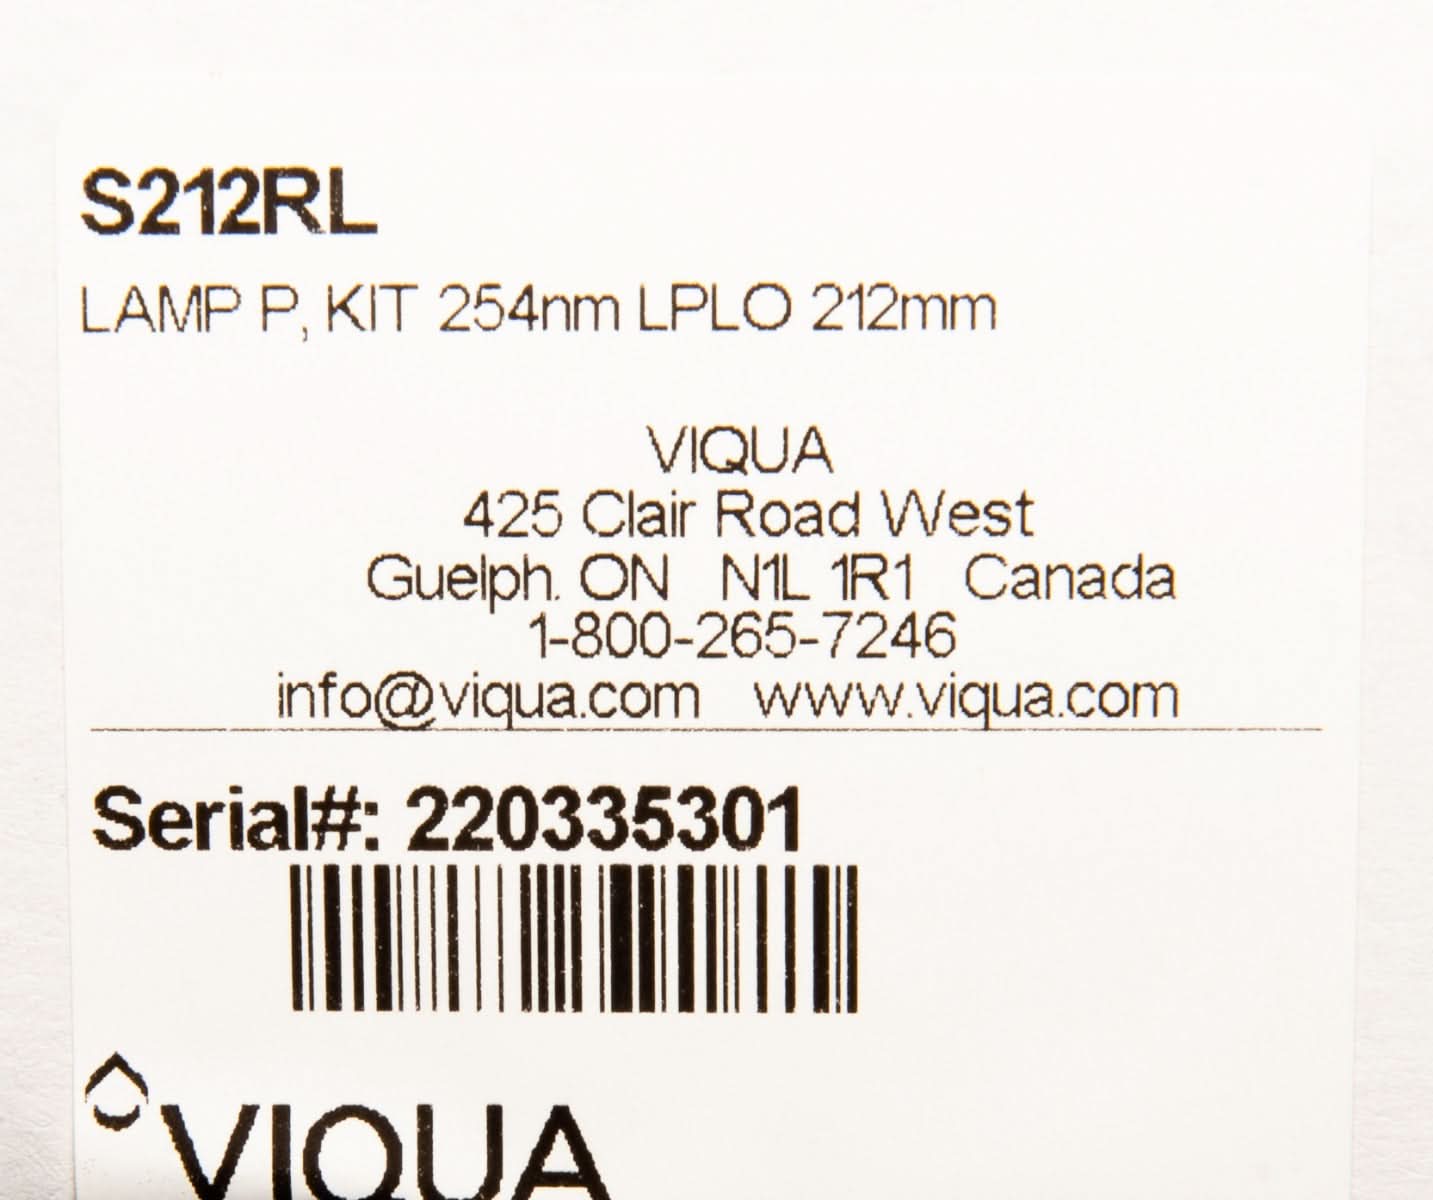 S212RL
LAMP P, KIT 254nm LPLO 212mm
VIQUA
425 Clair Road West
Guelph. ON N1L 1R1 Canada
1-800-265-7246
info@viqua.com www.viqua.com
Serial#: 220335301
VIQUA